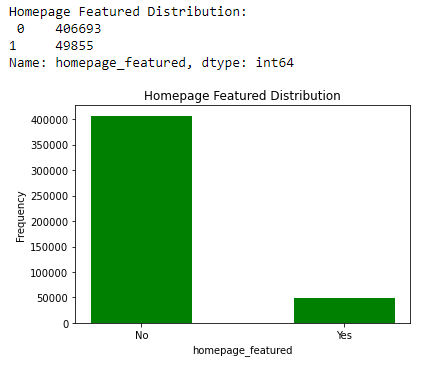 Homepage Featured Distribution:
0 406693
1 49855
Name: homepage_featured, dtype: int64
Homepage Featured Distribution
Frequency
400000
350000
300000
250000
200000
150000
100000
50000
0
No Yes
homepage_featured